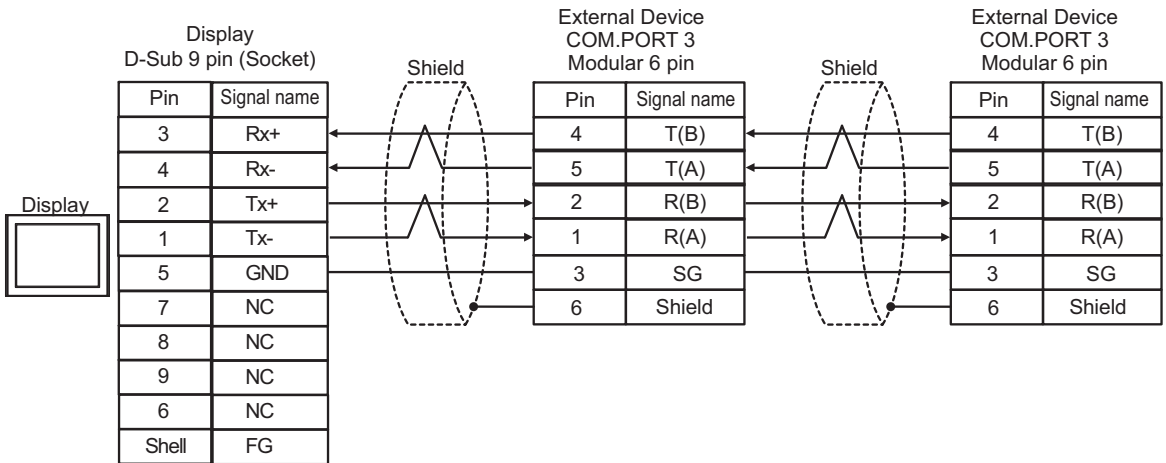 Display
D-Sub 9 pin (Socket)
Shield
External Device
COM.PORT 3
Modular 6 pin
Shield
External Device
COM.PORT 3
Modular 6 pin
Pin Signal name Pin Signal name Pin Signal name
3 Rx+ 4 T(B) 4 T(B)
4 Rx- 5 T(A) 5 T(A)
Display
2 Tx+ 2 R(B) 2 R(B)
1 Tx- 1 R(A) 1 R(A)
5 GND 3 SG 3 SG
7 NC 6 Shield 6 Shield
8 NC
9 NC
6 NC
Shell FG